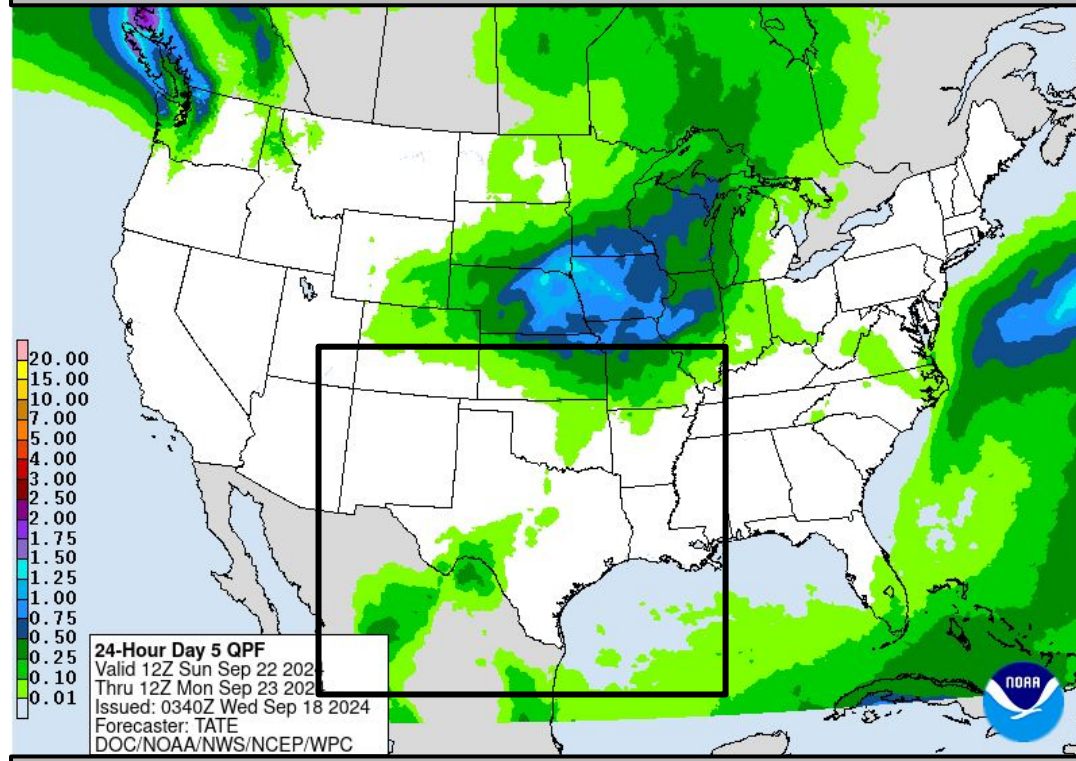 20.00
15.00
10.00
7.00
5.00
4.00
3.00
2.50
2.00
1.75
1.50
1.25
1.00
0.75
0.50
0.25
0.10
0.01
24-Hour Day 5 QPF
Valid 12Z Sun Sep 22 2024
Thru 12Z Mon Sep 23 2024
Issued: 0340Z Wed Sep 18 2024
Forecaster: TATE
DOC/NOAA/NWS/NCEP/WPC
NOAA